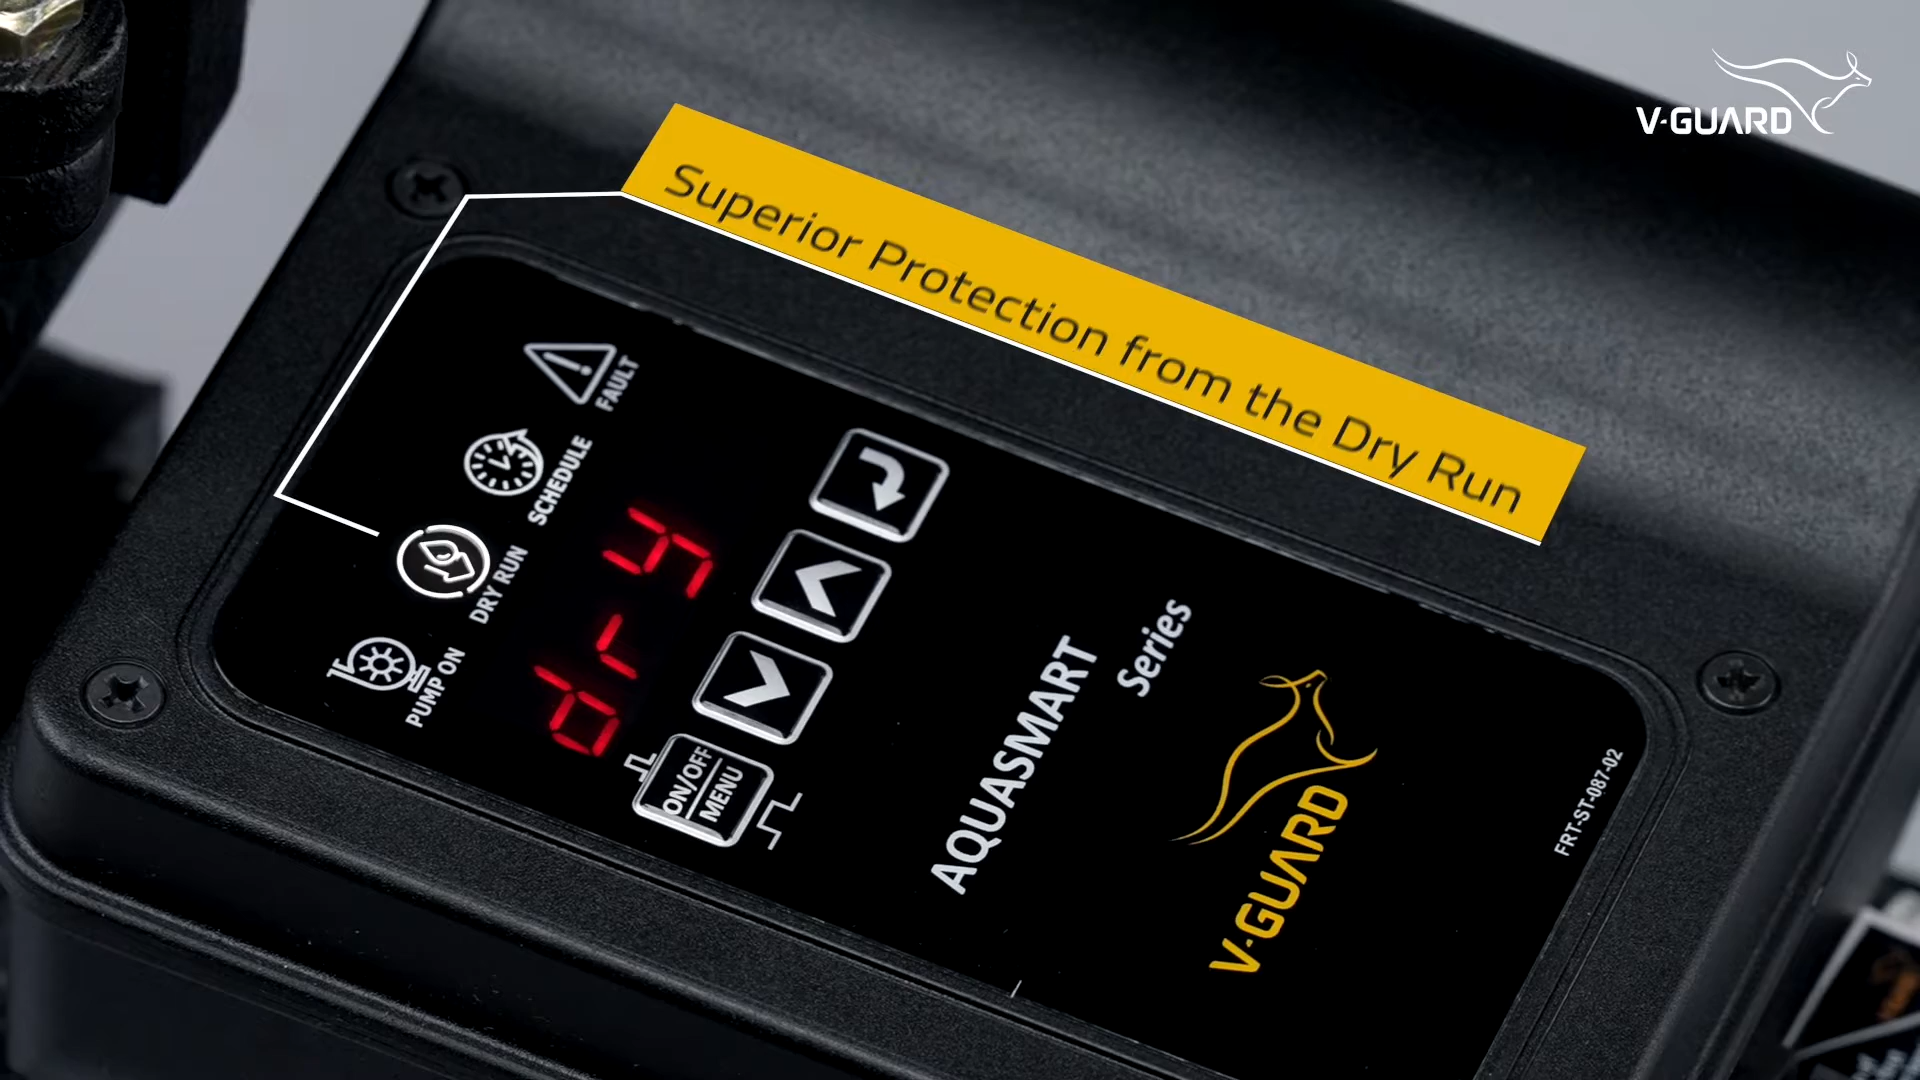 V-GUARD
Superior Protection from the Dry Run
FAULT
SCHEDULE
DRY RUN
PUMP ON
dry
ON/OFF
MENU
AQUASMART
Series
V-GUARD
FRT-ST-087-02